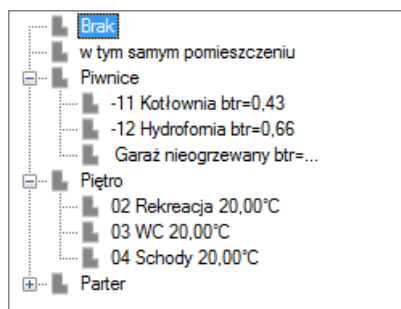 Brak
w tym samym pomieszczeniu
Piwnice
-11 Kotłownia btr=0,43
-12 Hydrofornia btr=0,66
Garaż nieogrzewany btr=...
Piętro
02 Rekreacja 20,00°C
03 WC 20,00°C
04 Schody 20,00°C
Parter